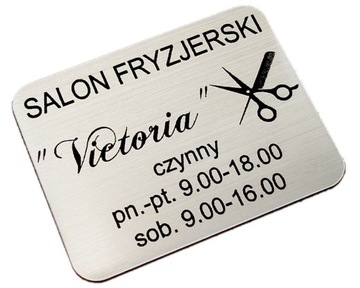 SALON FRYZJERSKI
"Victoria"
czynny
pn.-pt. 9.00-18.00
sob. 9.00-16.00